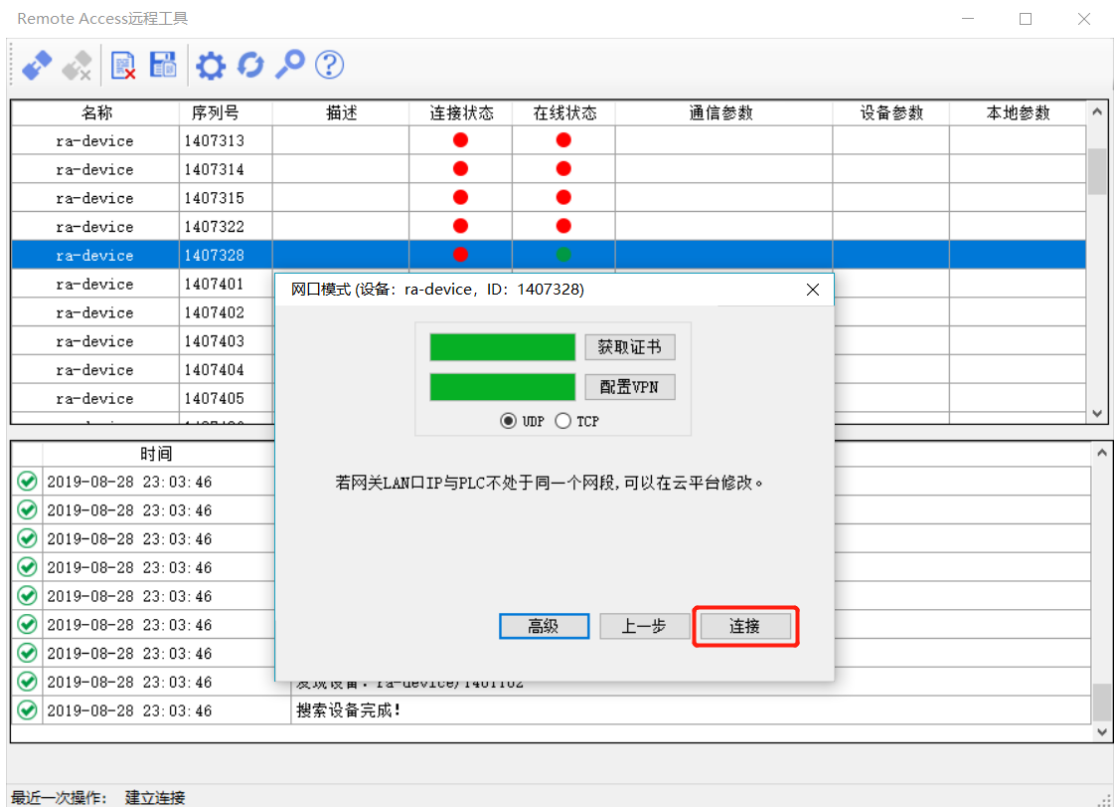 Remote Access远程工具
名称 序列号 描述 连接状态 在线状态 通信参数 设备参数 本地参数
ra-device 1407313
ra-device 1407314
ra-device 1407315
ra-device 1407322
ra-device 1407328
ra-device 1407401
ra-device 1407402
ra-device 1407403
ra-device 1407404
ra-device 1407405
网口模式 (设备：ra-device，ID：1407328)
获取证书
配置VPN
UDP TCP
若网关LAN口IP与PLC不处于同一个网段,可以在云平台修改。
高级 上一步 连接
时间
2019-08-28 23:03:46
2019-08-28 23:03:46
2019-08-28 23:03:46
2019-08-28 23:03:46
2019-08-28 23:03:46
2019-08-28 23:03:46
2019-08-28 23:03:46
2019-08-28 23:03:46 发现设备：ra-device/1401102
2019-08-28 23:03:46 搜索设备完成!
最近一次操作： 建立连接